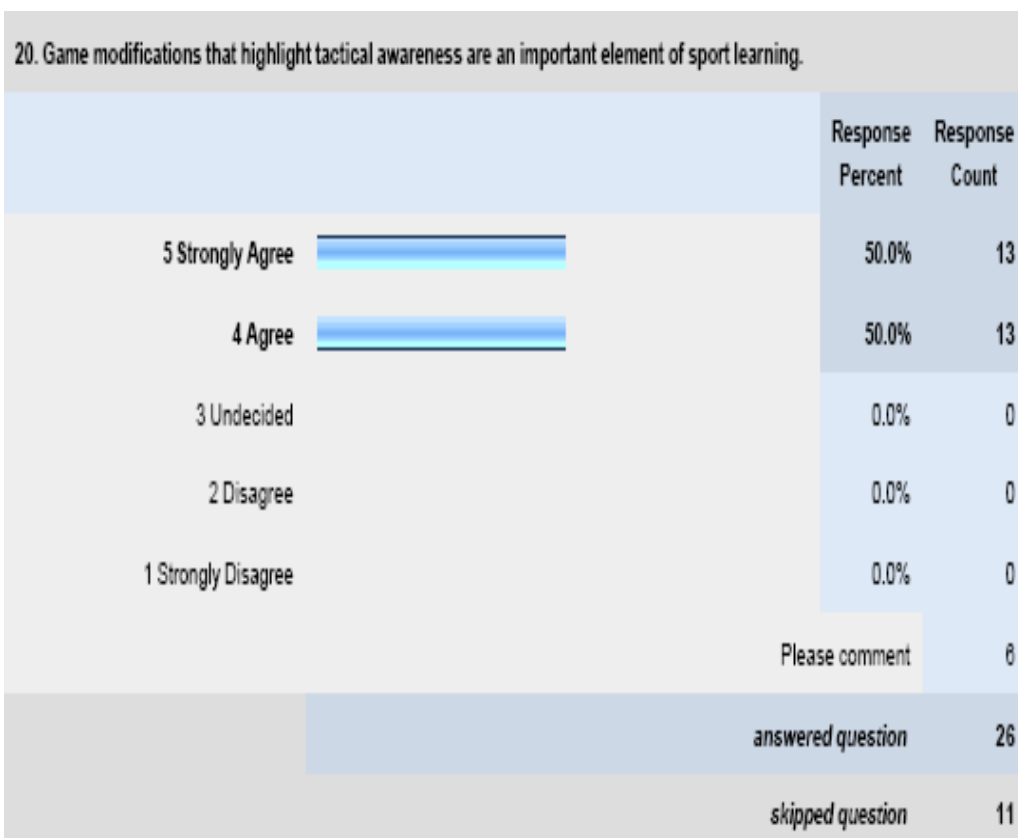 20. Game modifications that highlight tactical awareness are an important element of sport learning.
Response Response
Percent Count
5 Strongly Agree 50.0% 13
4 Agree 50.0% 13
3 Undecided 0.0% 0
2 Disagree 0.0% 0
1 Strongly Disagree 0.0% 0
Please comment 6
answered question 26
skipped question 11